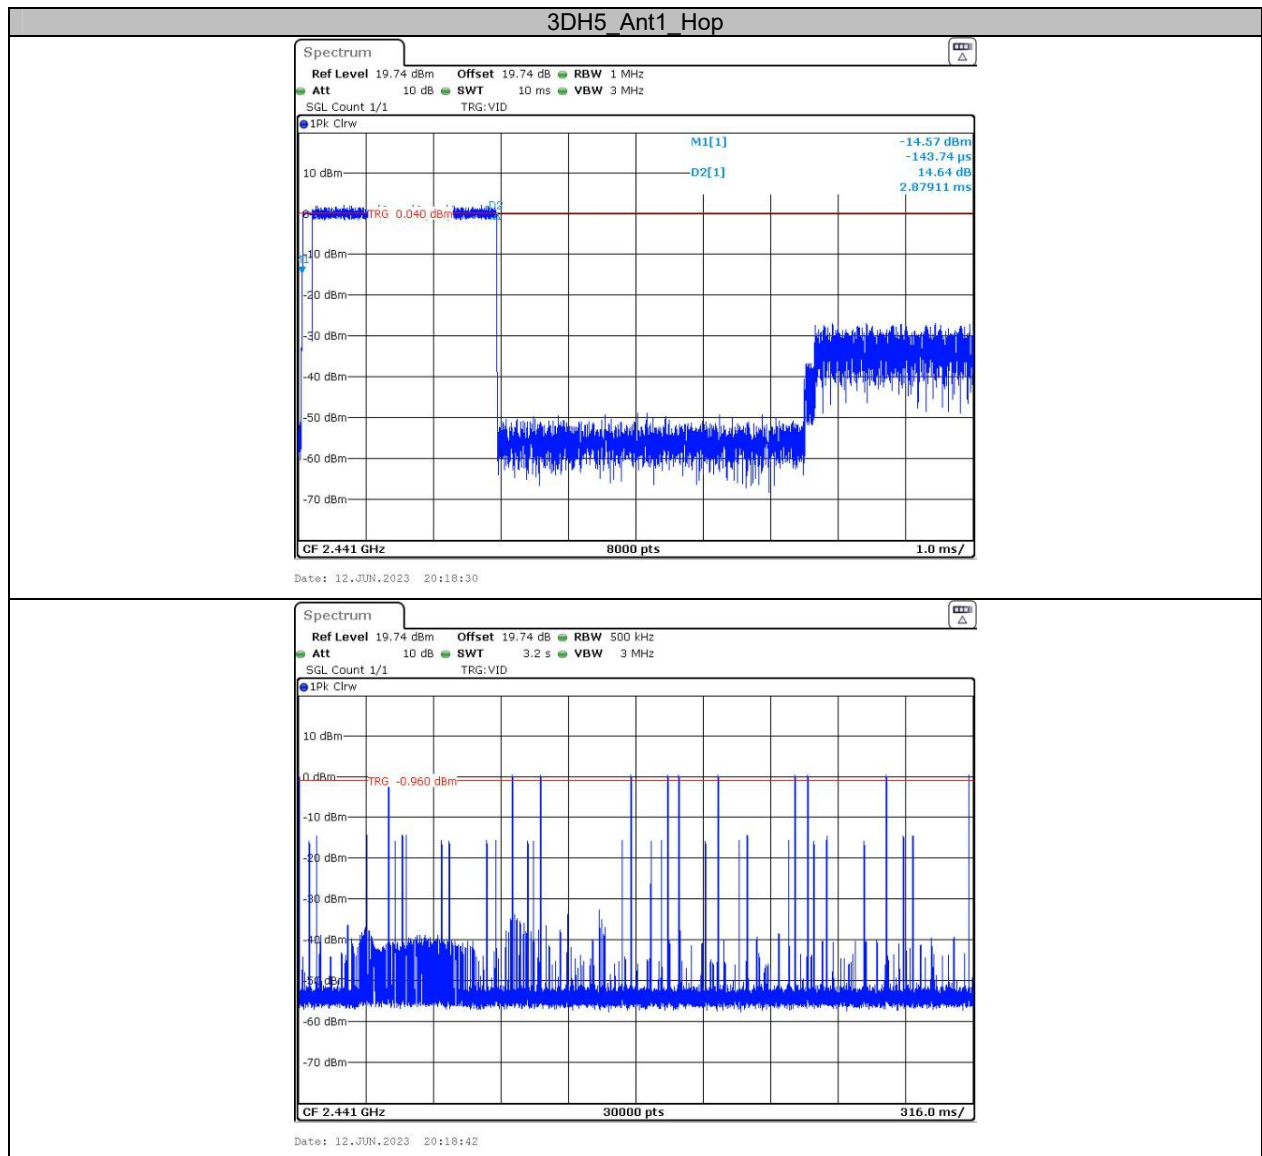 3DH5_Ant1_Hop
Spectrum
Ref Level 19.74 dBm Offset 19.74 dB RBW 1 MHz
Att 10 dB SWT 10 ms VBW 3 MHz
SGL Count 1/1 TRG:VID
1Pk Clrw
M1[1] -14.57 dBm
-143.74 µs
10 dBm D2[1] 14.64 dB
2.87911 ms
D2
TRG 0.040 dBm
-10 dBm
-20 dBm
-30 dBm
-40 dBm
-50 dBm
-60 dBm
-70 dBm
CF 2.441 GHz 8000 pts 1.0 ms/
Date: 12.JUN.2023 20:18:30
Spectrum
Ref Level 19.74 dBm Offset 19.74 dB RBW 500 kHz
Att 10 dB SWT 3.2 s VBW 3 MHz
SGL Count 1/1 TRG:VID
1Pk Clrw
10 dBm
0 dBm
TRG -0.960 dBm
-10 dBm
-20 dBm
-30 dBm
-40 dBm
-50 dBm
-60 dBm
-70 dBm
CF 2.441 GHz 30000 pts 316.0 ms/
Date: 12.JUN.2023 20:18:42